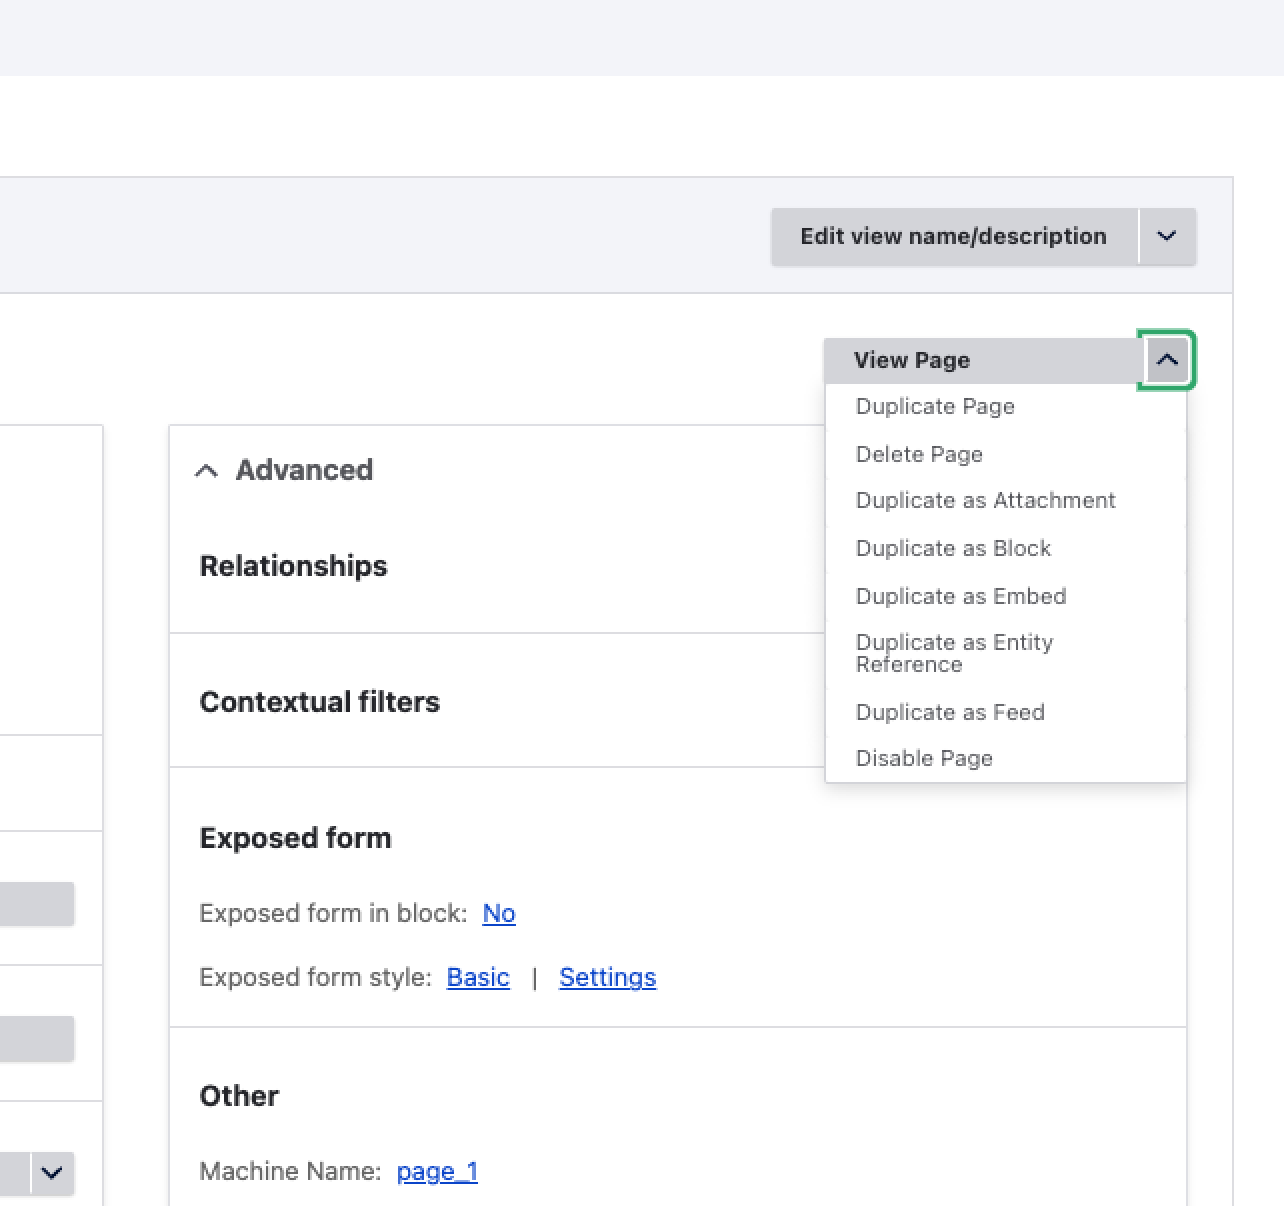 Edit view name/description
View Page
Duplicate Page
Delete Page
Duplicate as Attachment
Duplicate as Block
Duplicate as Embed
Duplicate as Entity
Reference
Duplicate as Feed
Disable Page
Advanced
Relationships
Contextual filters
Exposed form
Exposed form in block: No
Exposed form style: Basic | Settings
Other
Machine Name: page_1